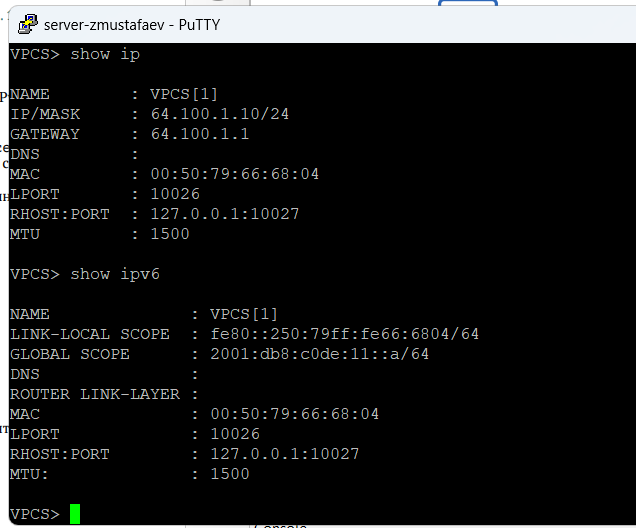 server-zmustafaev - PuTTY
VPCS> show ip
NAME : VPCS[1]
IP/MASK : 64.100.1.10/24
GATEWAY : 64.100.1.1
DNS :
MAC : 00:50:79:66:68:04
LPORT : 10026
RHOST:PORT : 127.0.0.1:10027
MTU : 1500
VPCS> show ipv6
NAME : VPCS[1]
LINK-LOCAL SCOPE : fe80::250:79ff:fe66:6804/64
GLOBAL SCOPE : 2001:db8:c0de:11::a/64
DNS :
ROUTER LINK-LAYER :
MAC : 00:50:79:66:68:04
LPORT : 10026
RHOST:PORT : 127.0.0.1:10027
MTU: : 1500
VPCS>